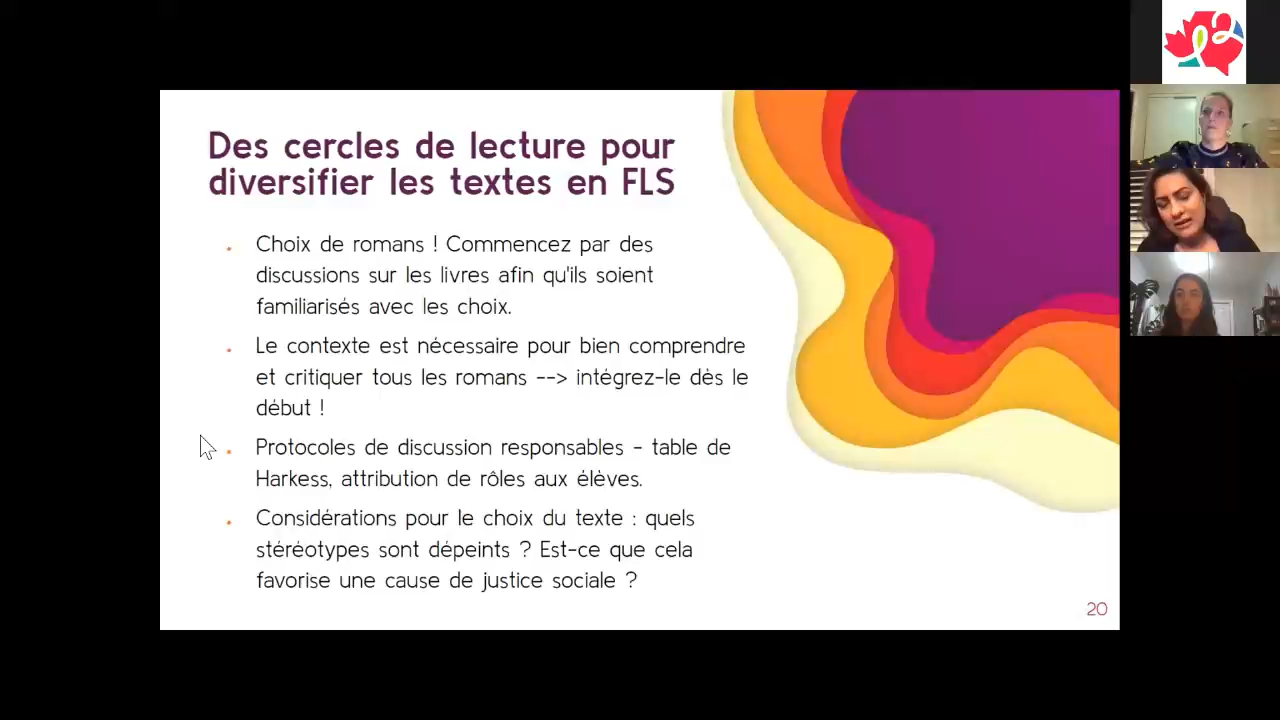 Des cercles de lecture pour
diversifier les textes en FLS
. Choix de romans ! Commencez par des
discussions sur les livres afin qu'ils soient
familiarisés avec les choix.
. Le contexte est nécessaire pour bien comprendre
et critiquer tous les romans --> intégrez-le dès le
début !
. Protocoles de discussion responsables - table de
Harkess, attribution de rôles aux élèves.
. Considérations pour le choix du texte : quels
stéréotypes sont dépeints ? Est-ce que cela
favorise une cause de justice sociale ?
20